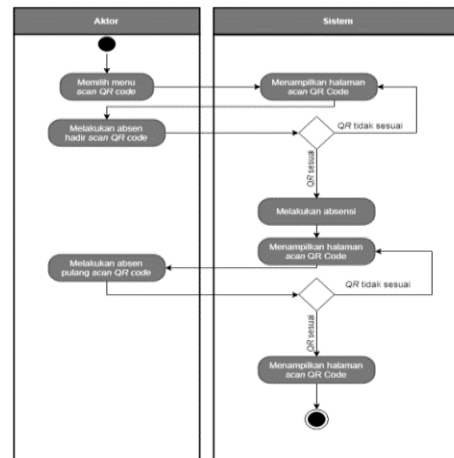 Aktor
Sistem
Memilih menu
scan QR code
Menampilkan halaman
scan QR Code
Melakukan absen
hadir scan QR code
QR tidak sesuai
QR sesuai
Melakukan absensi
Menampilkan halaman
scan QR Code
Melakukan absen
pulang scan QR code
QR tidak sesuai
QR sesuai
Menampilkan halaman
scan QR Code